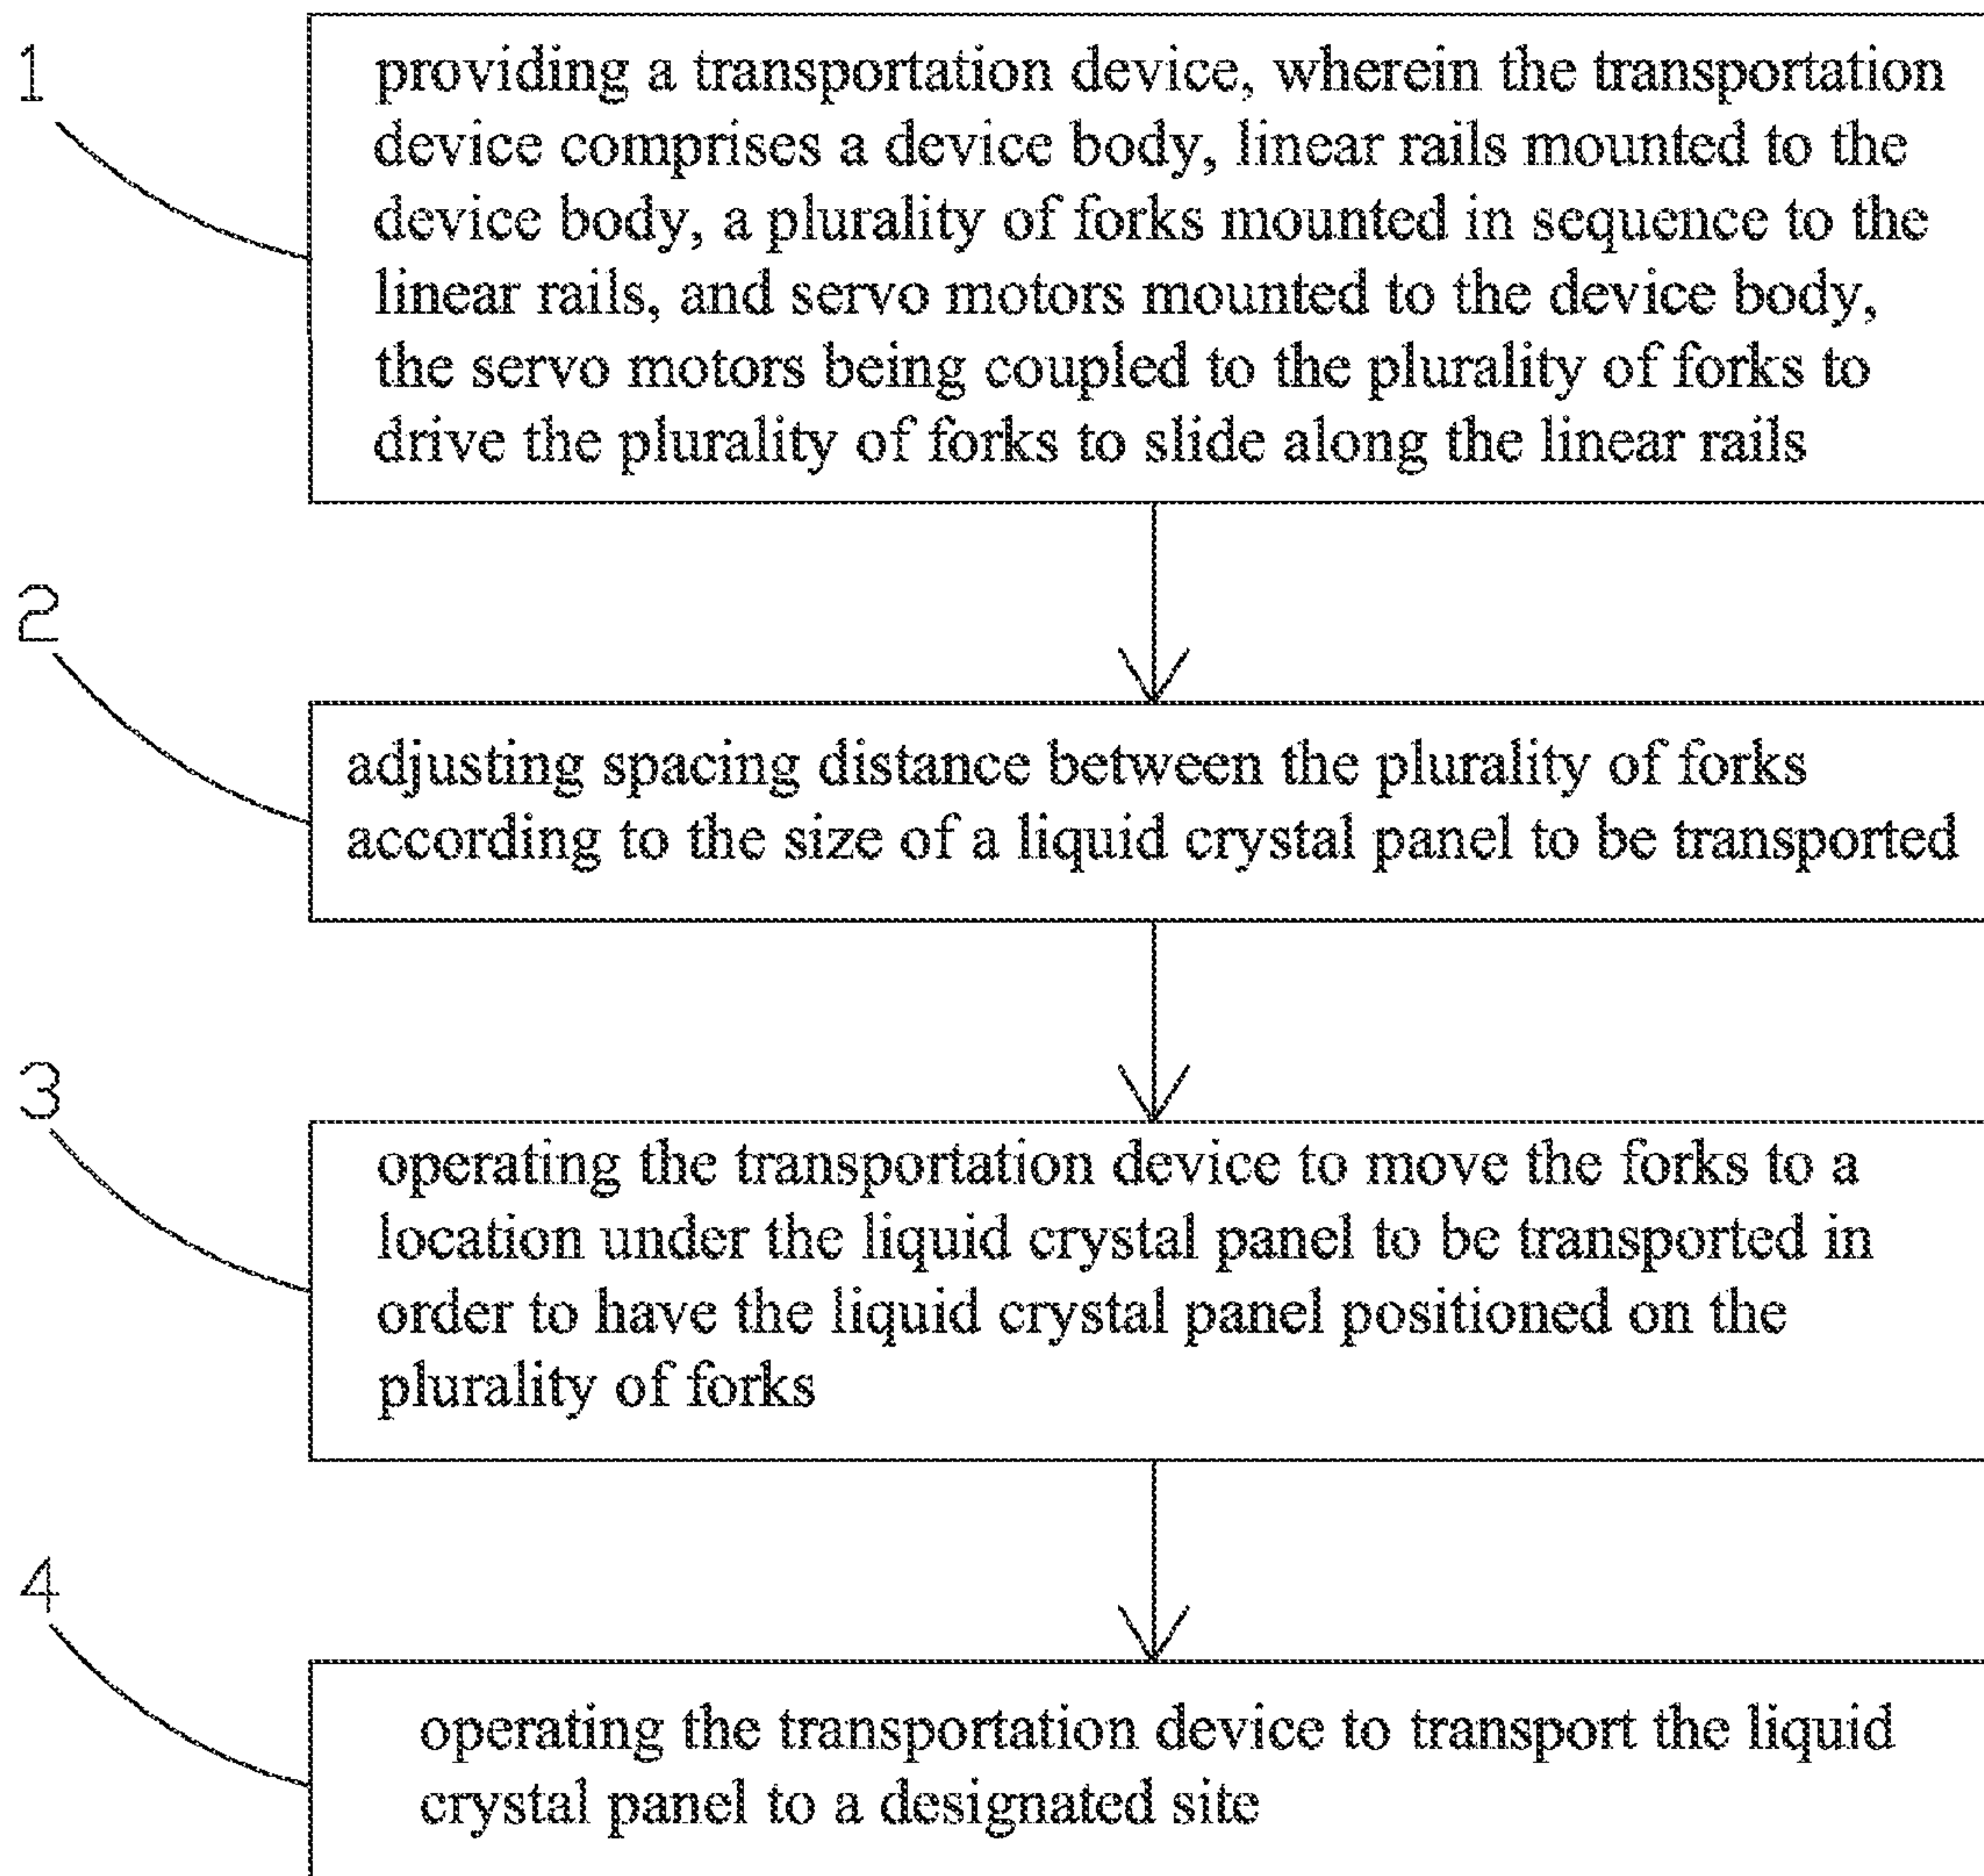 1
providing a transportation device, wherein the transportation
device comprises a device body, linear rails mounted to the
device body, a plurality of forks mounted in sequence to the
linear rails, and servo motors mounted to the device body,
the servo motors being coupled to the plurality of forks to
drive the plurality of forks to slide along the linear rails
2
adjusting spacing distance between the plurality of forks
according to the size of a liquid crystal panel to be transported
3
operating the transportation device to move the forks to a
location under the liquid crystal panel to be transported in
order to have the liquid crystal panel positioned on the
plurality of forks
4
operating the transportation device to transport the liquid
crystal panel to a designated site